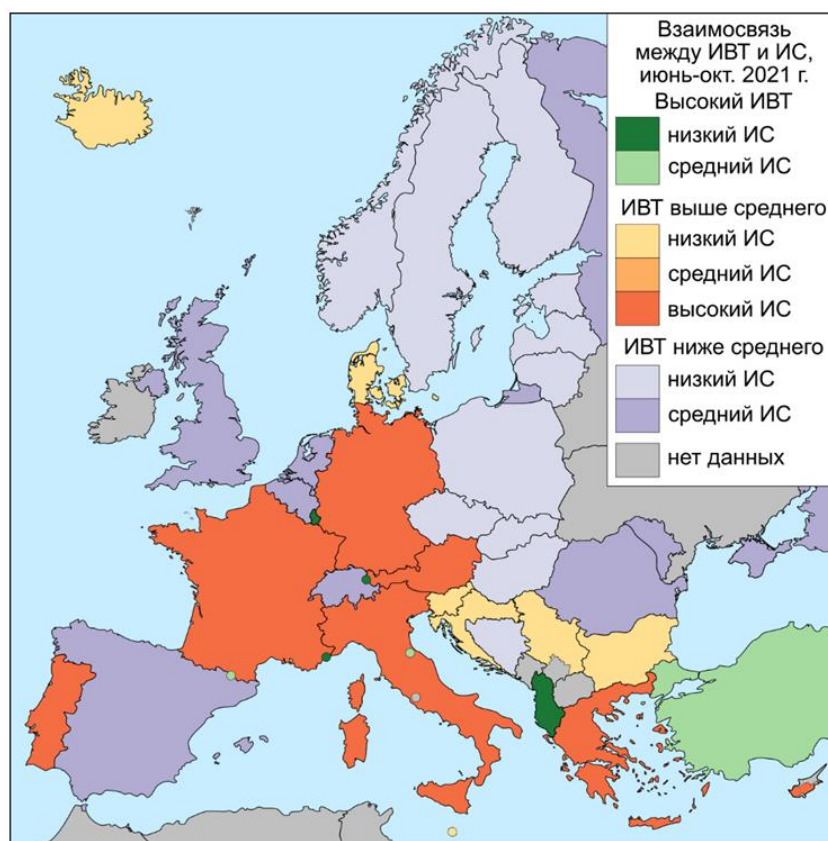 Взаимосвязь
между ИВТ и ИС,
июнь-окт. 2021 г.
Высокий ИВТ
низкий ИС
средний ИС
ИВТ выше среднего
низкий ИС
средний ИС
высокий ИС
ИВТ ниже среднего
низкий ИС
средний ИС
нет данных